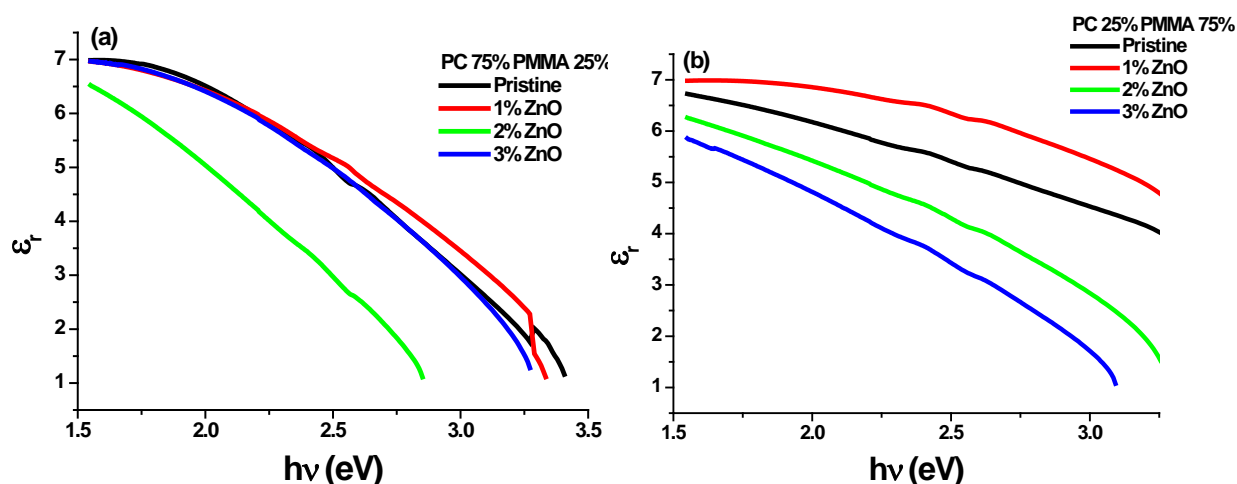 (a)
PC 75% PMMA 25%
Pristine
1% ZnO
2% ZnO
3% ZnO
7
6
5
4
3
2
1
εr
1.5 2.0 2.5 3.0 3.5
hν (eV)
(b)
PC 25% PMMA 75%
Pristine
1% ZnO
2% ZnO
3% ZnO
7
6
5
4
3
2
1
εr
1.5 2.0 2.5 3.0
hν (eV)